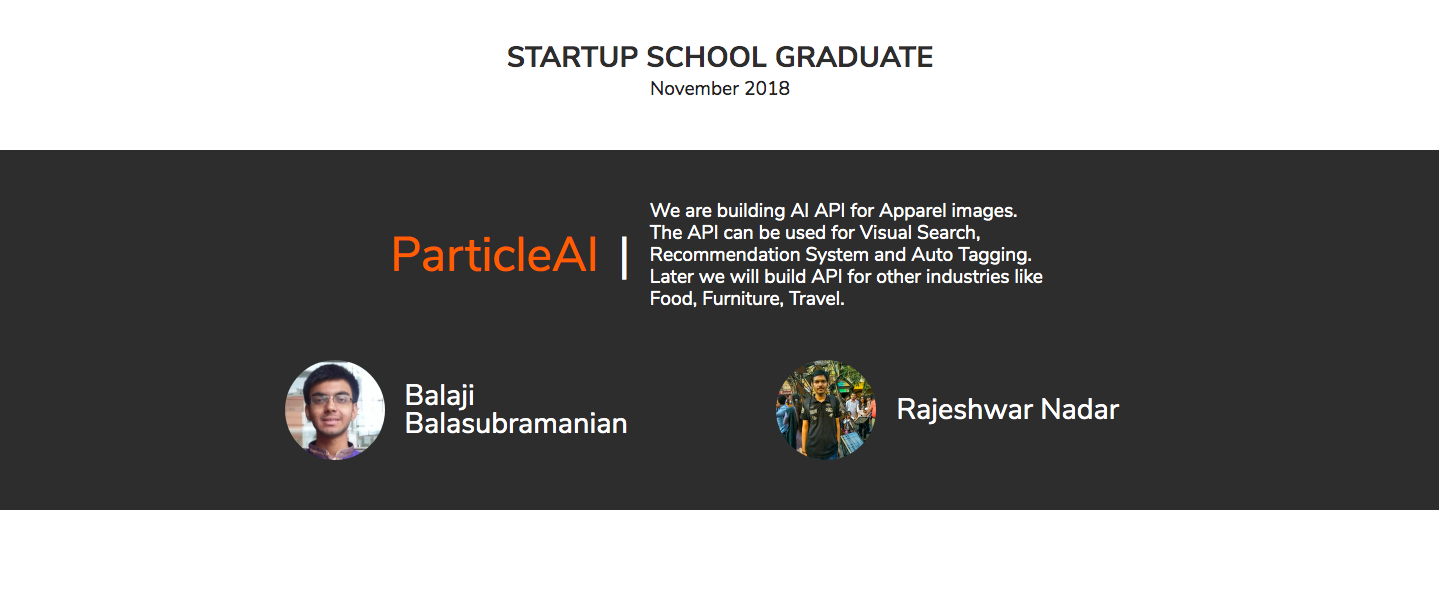 STARTUP SCHOOL GRADUATE
November 2018
ParticleAI |
We are building AI API for Apparel images.
The API can be used for Visual Search,
Recommendation System and Auto Tagging.
Later we will build API for other industries like
Food, Furniture, Travel.
Balaji
Balasubramanian
Rajeshwar Nadar